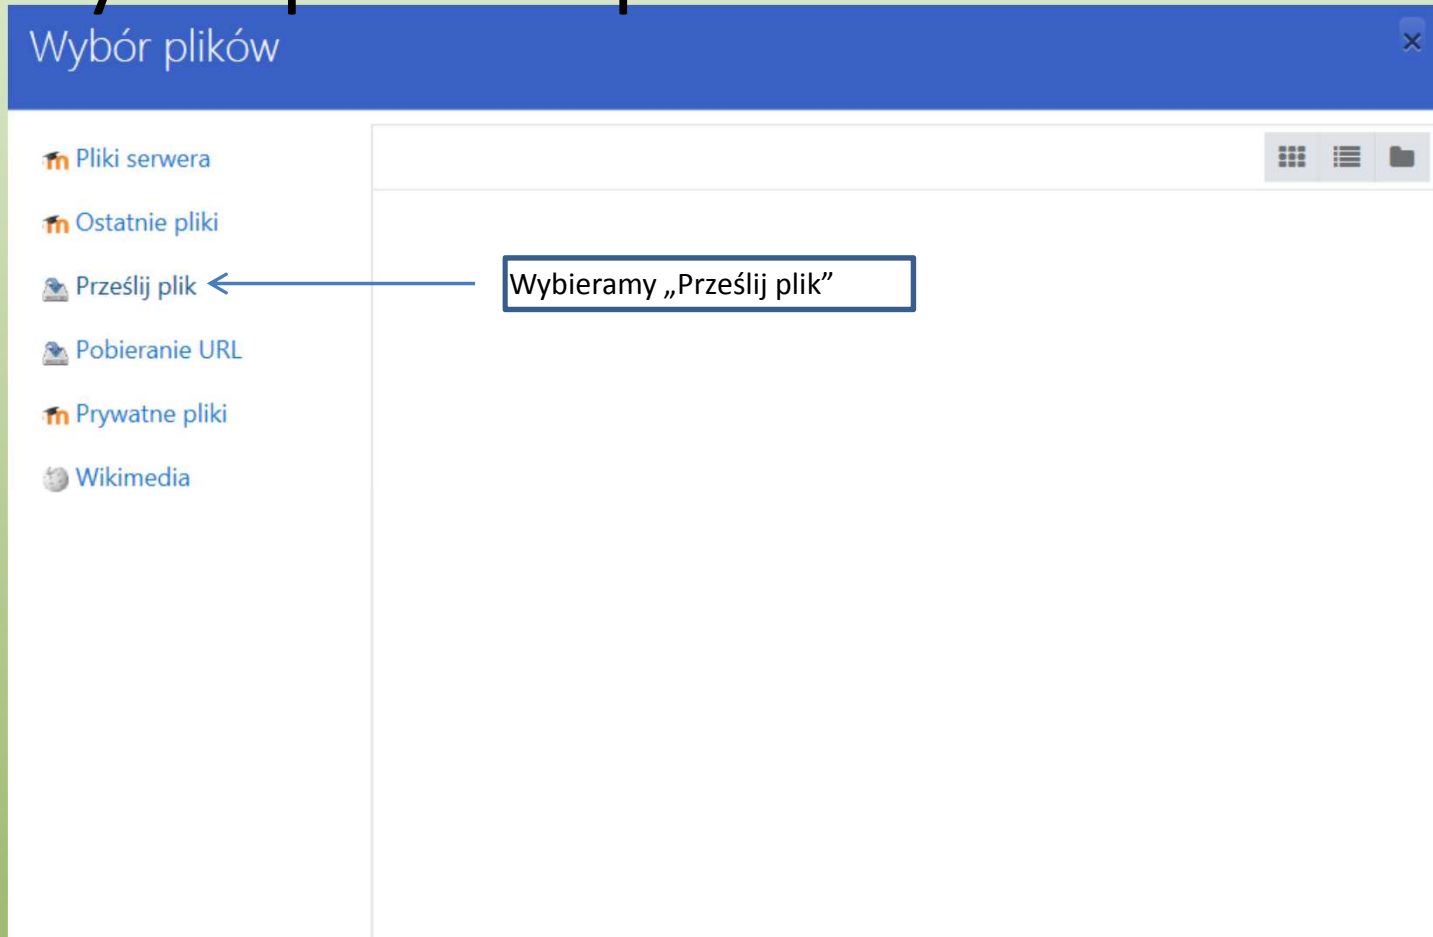 Wybór plików
Pliki serwera
Ostatnie pliki
Prześlij plik
Wybieramy „Prześlij plik”
Pobieranie URL
Prywatne pliki
Wikimedia